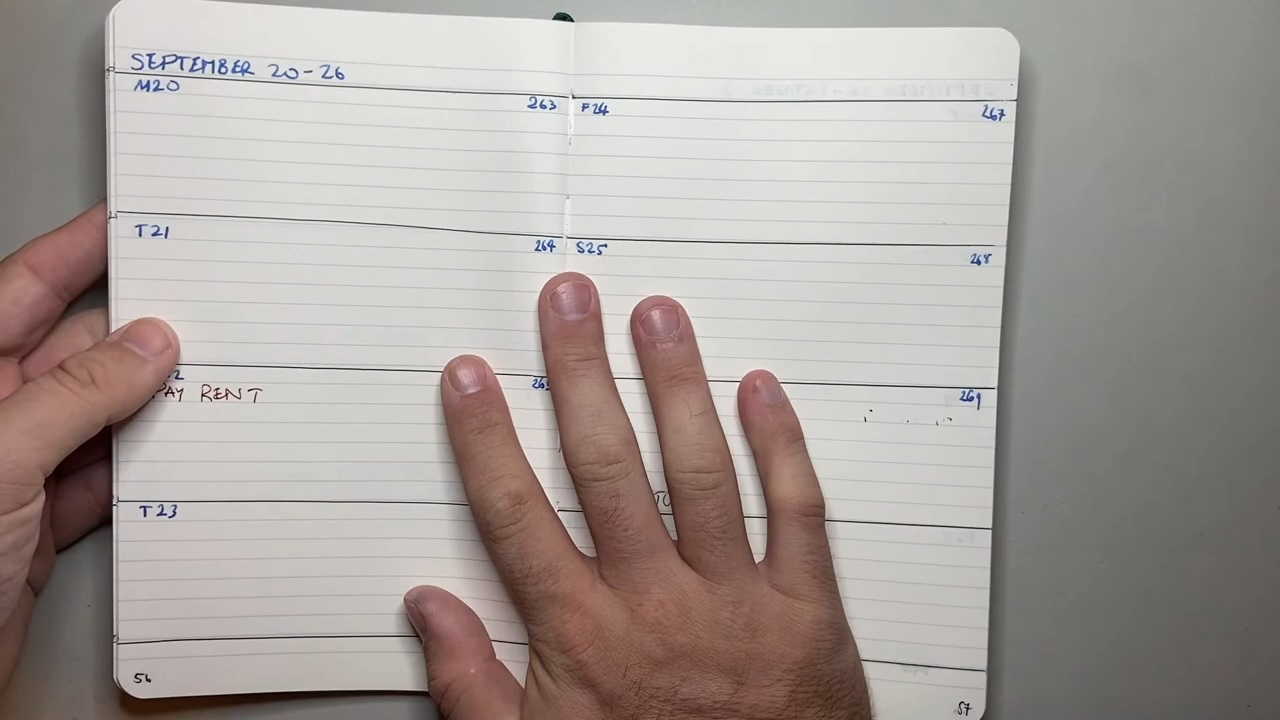 SEPTEMBER 20-26
M20
263
T21
264
PAY RENT
T23
56
F24
267
S25
268
269
57